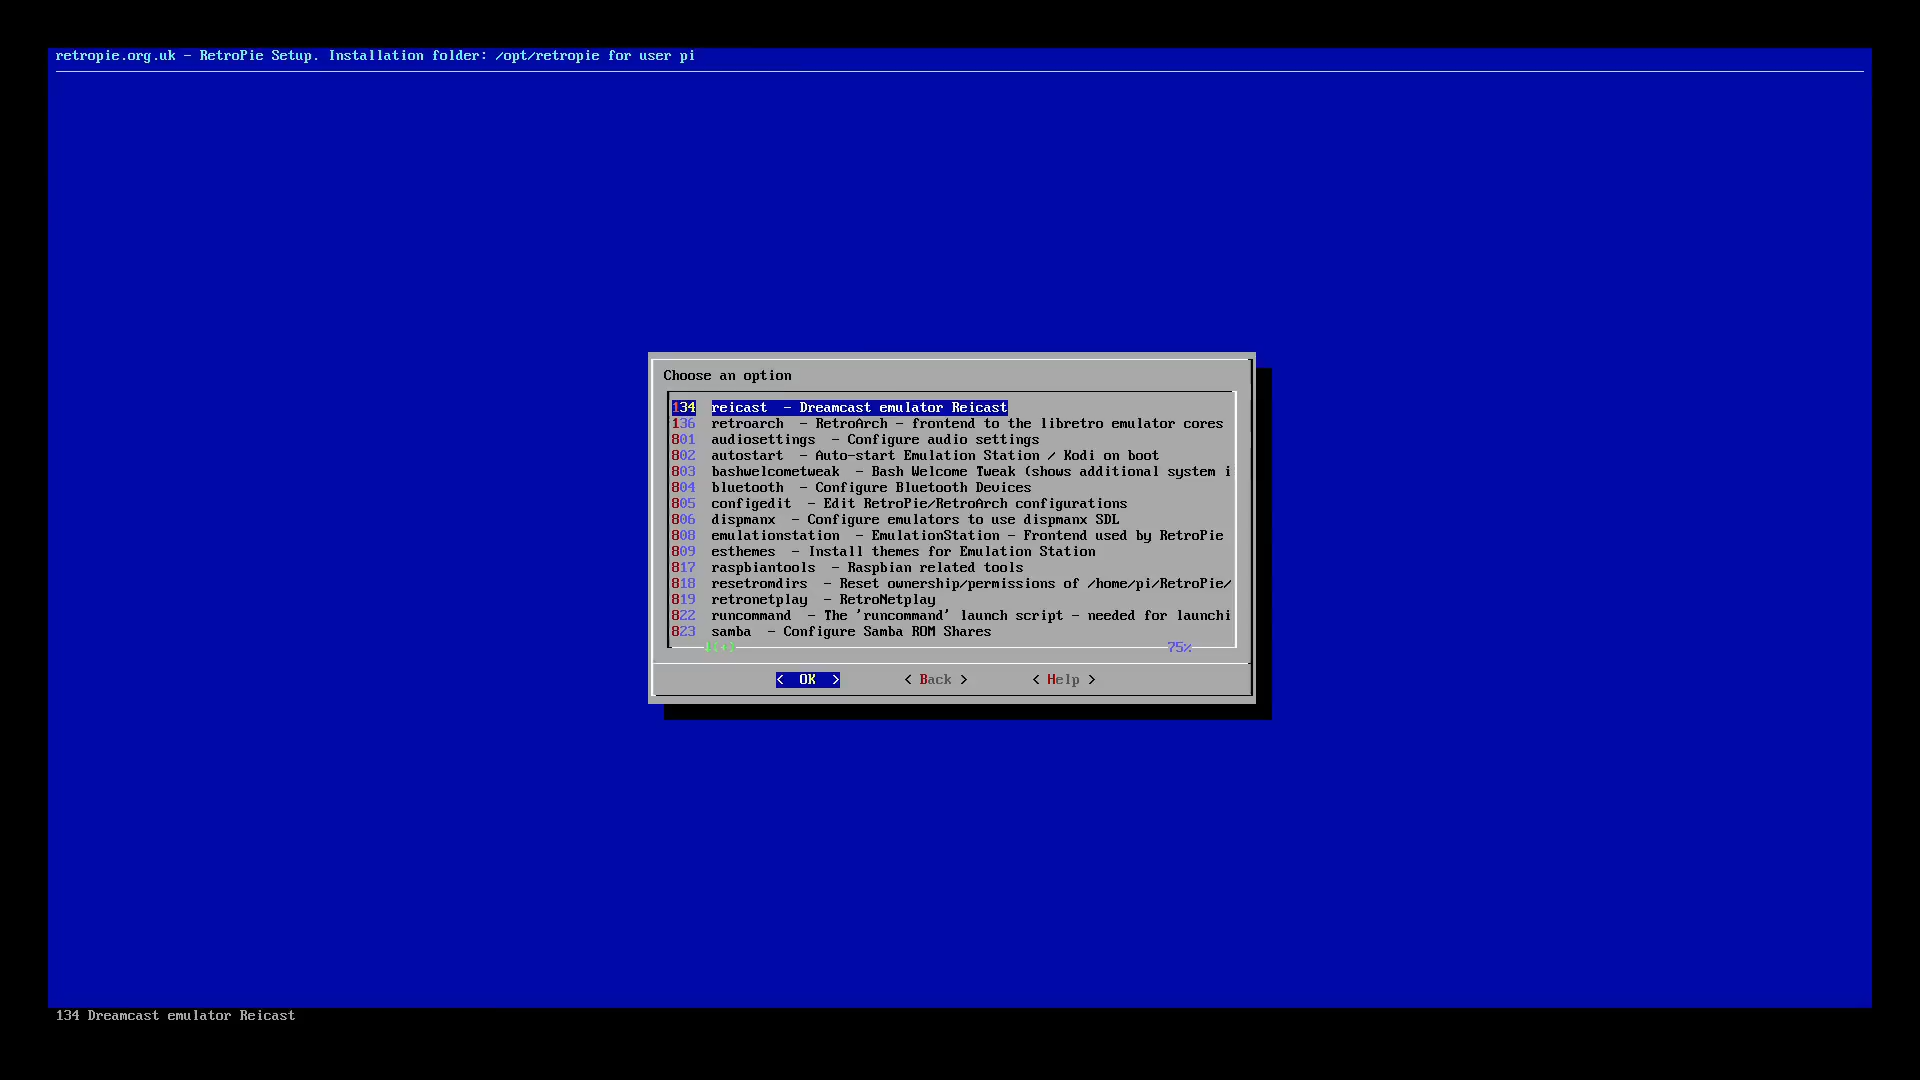 retropie.org.uk - RetroPie Setup. Installation folder: /opt/retropie for user pi
Choose an option
134 reicast - Dreamcast emulator Reicast
136 retroarch - RetroArch - frontend to the libretro emulator cores
801 audiosettings - Configure audio settings
802 autostart - Auto-start Emulation Station / Kodi on boot
803 bashwelcometweak - Bash Welcome Tweak (shows additional system i
804 bluetooth - Configure Bluetooth Devices
805 configedit - Edit RetroPie/RetroArch configurations
806 dispmanx - Configure emulators to use dispmanx SDL
808 emulationstation - EmulationStation - Frontend used by RetroPie
809 esthemes - Install themes for Emulation Station
817 raspbiantools - Raspbian related tools
818 resetromdirs - Reset ownership/permissions of /home/pi/RetroPie/
819 retronetplay - RetroNetplay
822 runcommand - The 'runcommand' launch script - needed for launchi
823 samba - Configure Samba ROM Shares
↓(+) 75%
< OK > < Back > < Help >
134 Dreamcast emulator Reicast